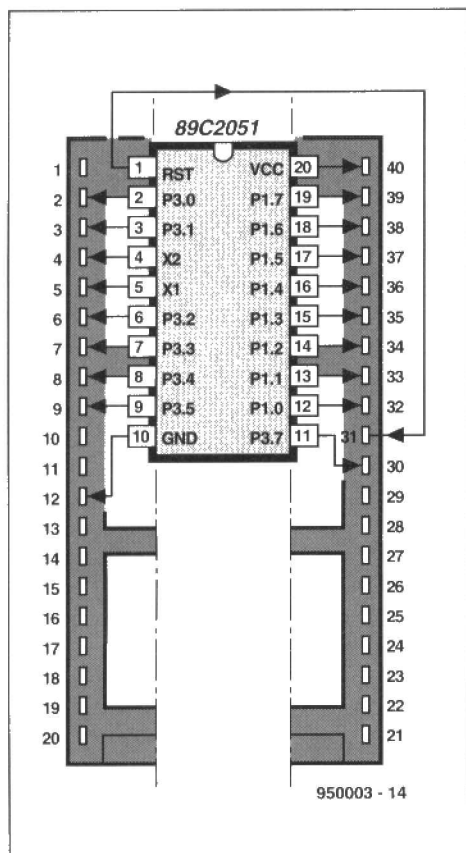 89C2051
1 1 RST VCC 20 40
2 2 P3.0 P1.7 19 39
3 3 P3.1 P1.6 18 38
4 4 X2 P1.5 17 37
5 5 X1 P1.4 16 36
6 6 P3.2 P1.3 15 35
7 7 P3.3 P1.2 14 34
8 8 P3.4 P1.1 13 33
9 9 P3.5 P1.0 12 32
10 10 GND P3.7 11 31
11 30
12 29
13 28
14 27
15 26
16 25
17 24
18 23
19 22
20 21
950003 - 14